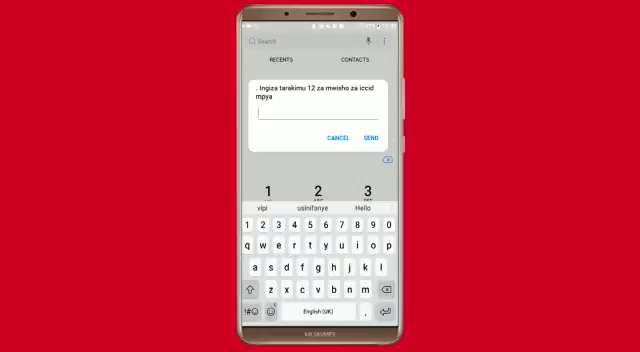 Search
RECENTS CONTACTS
. Ingiza tarakimu 12 za mwisho za iccid
mpya
CANCEL SEND
1 2 3
vipi usinifanye Hello
1 2 3 4 5 6 7 8 9 0
q w e r t y u i o p
a s d f g h j k l
z x c v b n m
!#☺ English (UK) .